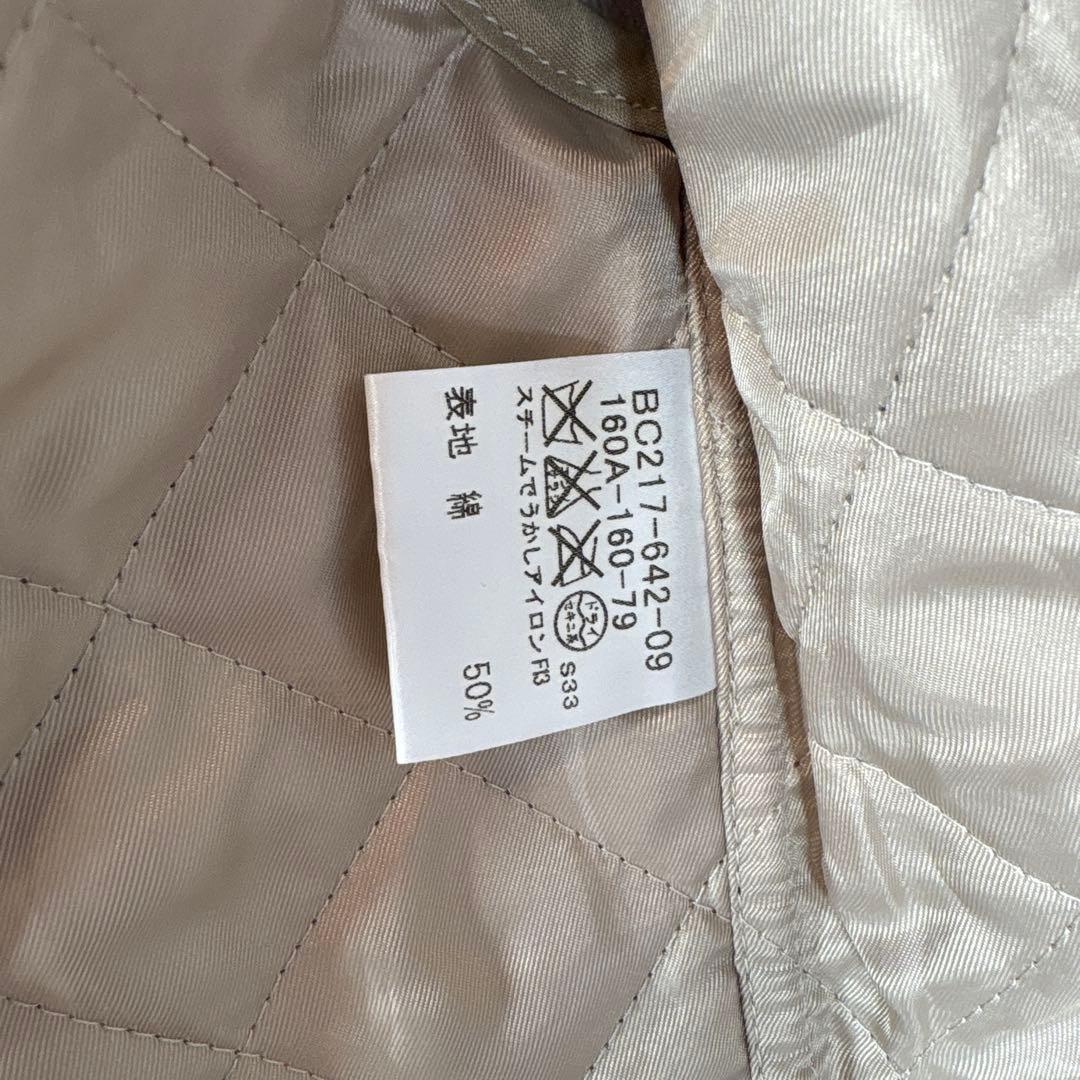 BC217-642-09
160A-160-79
ドライ
セキユ系
S33
スチームでうかしアイロン F13
表地 綿 50%